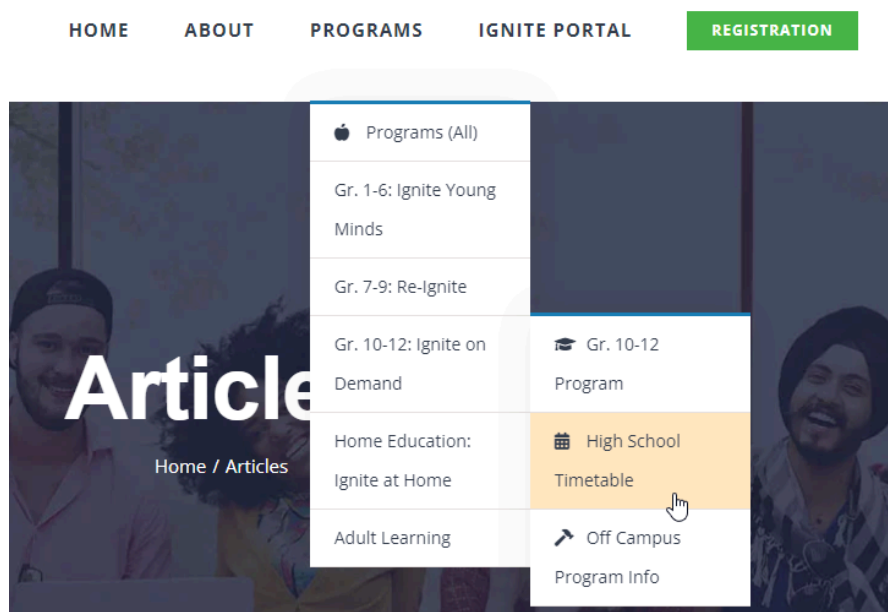 HOME ABOUT PROGRAMS IGNITE PORTAL REGISTRATION
Programs (All)
Gr. 1-6: Ignite Young
Minds
Gr. 7-9: Re-Ignite
Gr. 10-12: Ignite on
Demand
Home Education:
Ignite at Home
Adult Learning
Gr. 10-12
Program
High School
Timetable
Off Campus
Program Info
Article
Home / Articles